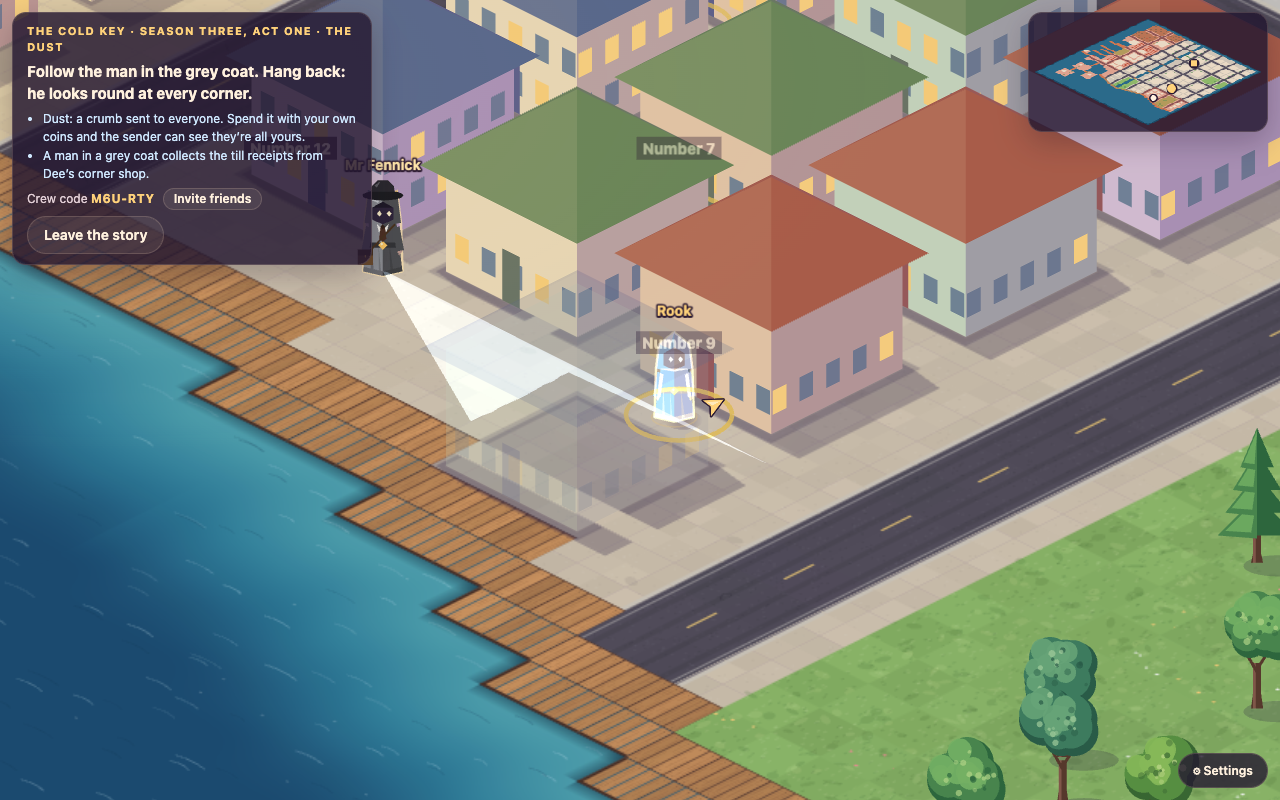 THE COLD KEY · SEASON THREE, ACT ONE · THE
DUST
Follow the man in the grey coat. Hang back:
he looks round at every corner.
• Dust: a crumb sent to everyone. Spend it with your own
coins and the sender can see they're all yours.
• A man in a grey coat collects the till receipts from
Dee's corner shop.
Crew code M6U-RTY Invite friends
Leave the story
Number 12
Mr Fennick
Number 7
Rook
Number 9
⚙ Settings